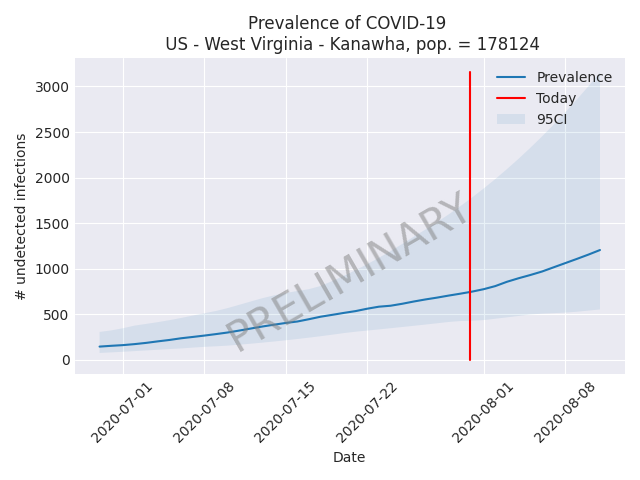 Prevalence of COVID-19
US - West Virginia - Kanawha, pop. = 178124
# undetected infections
3000
2500
2000
1500
1000
500
0
Prevalence
Today
95CI
PRELIMINARY
2020-07-01
2020-07-08
2020-07-15
2020-07-22
2020-08-01
2020-08-08
Date